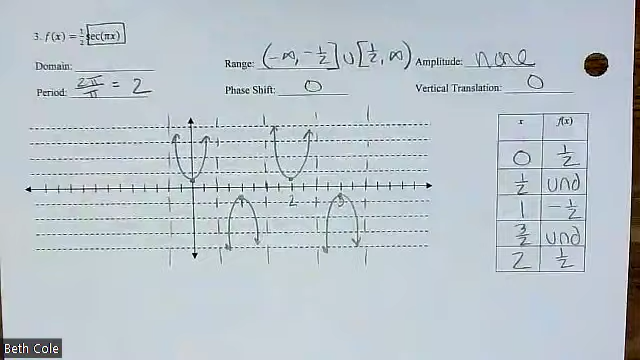 3. f(x) = 1/2 sec(πx)
Domain:
Range: (-∞, -1/2] ∪ [1/2, ∞) Amplitude: none
Period: 2π/π = 2 Phase Shift: 0 Vertical Translation: 0
x f(x)
0 1/2
1/2 und
1 -1/2
3/2 und
2 1/2
1 2 3
Beth Cole